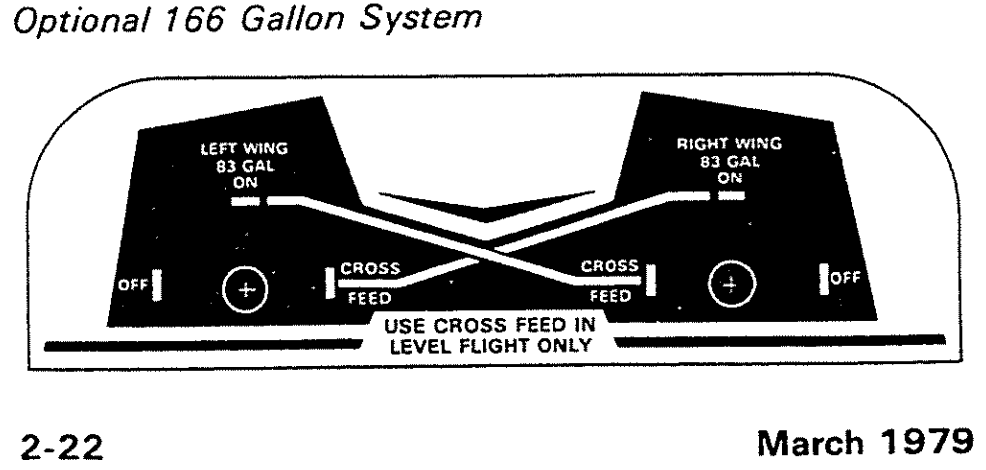 Optional 166 Gallon System
LEFT WING
83 GAL
ON
RIGHT WING
83 GAL
ON
OFF
CROSS
FEED
CROSS
FEED
OFF
USE CROSS FEED IN
LEVEL FLIGHT ONLY
2-22
March 1979